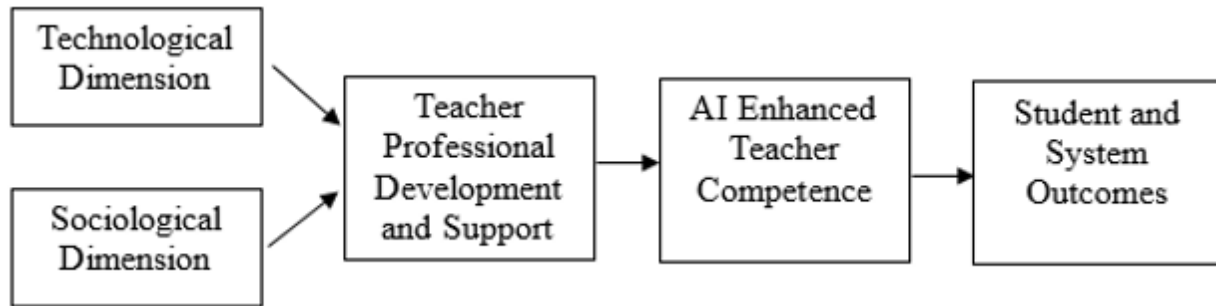 Technological
Dimension
Sociological
Dimension
Teacher
Professional
Development
and Support
AI Enhanced
Teacher
Competence
Student and
System
Outcomes